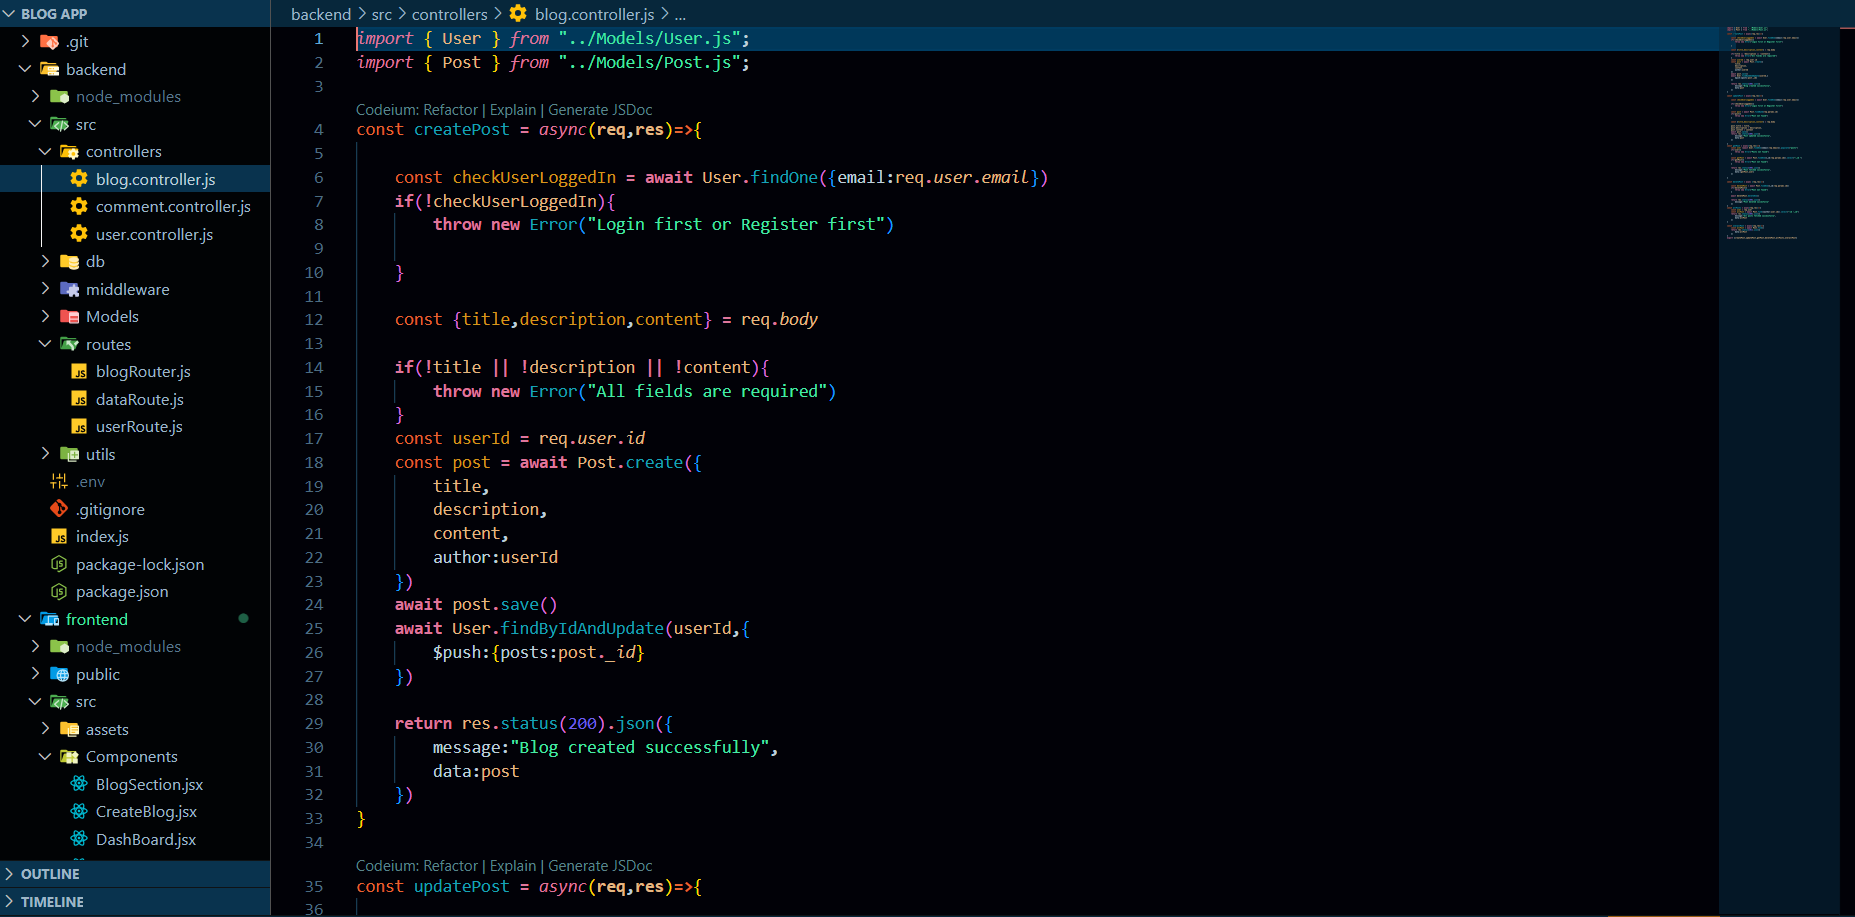 BLOG APP
.git
backend
node_modules
src
controllers
blog.controller.js
comment.controller.js
user.controller.js
db
middleware
Models
routes
blogRouter.js
dataRoute.js
userRoute.js
utils
.env
.gitignore
index.js
package-lock.json
package.json
frontend
node_modules
public
src
assets
Components
BlogSection.jsx
CreateBlog.jsx
DashBoard.jsx
OUTLINE
TIMELINE
backend > src > controllers > blog.controller.js > ...
1 import { User } from "../Models/User.js";
2 import { Post } from "../Models/Post.js";
3
Codeium: Refactor | Explain | Generate JSDoc
4 const createPost = async(req,res)=>{
5
6 const checkUserLoggedIn = await User.findOne({email:req.user.email})
7 if(!checkUserLoggedIn){
8 throw new Error("Login first or Register first")
9
10 }
11
12 const {title,description,content} = req.body
13
14 if(!title || !description || !content){
15 throw new Error("All fields are required")
16 }
17 const userId = req.user.id
18 const post = await Post.create({
19 title,
20 description,
21 content,
22 author:userId
23 })
24 await post.save()
25 await User.findByIdAndUpdate(userId,{
26 $push:{posts:post._id}
27 })
28
29 return res.status(200).json({
30 message:"Blog created successfully",
31 data:post
32 })
33 }
34
Codeium: Refactor | Explain | Generate JSDoc
35 const updatePost = async(req,res)=>{
36